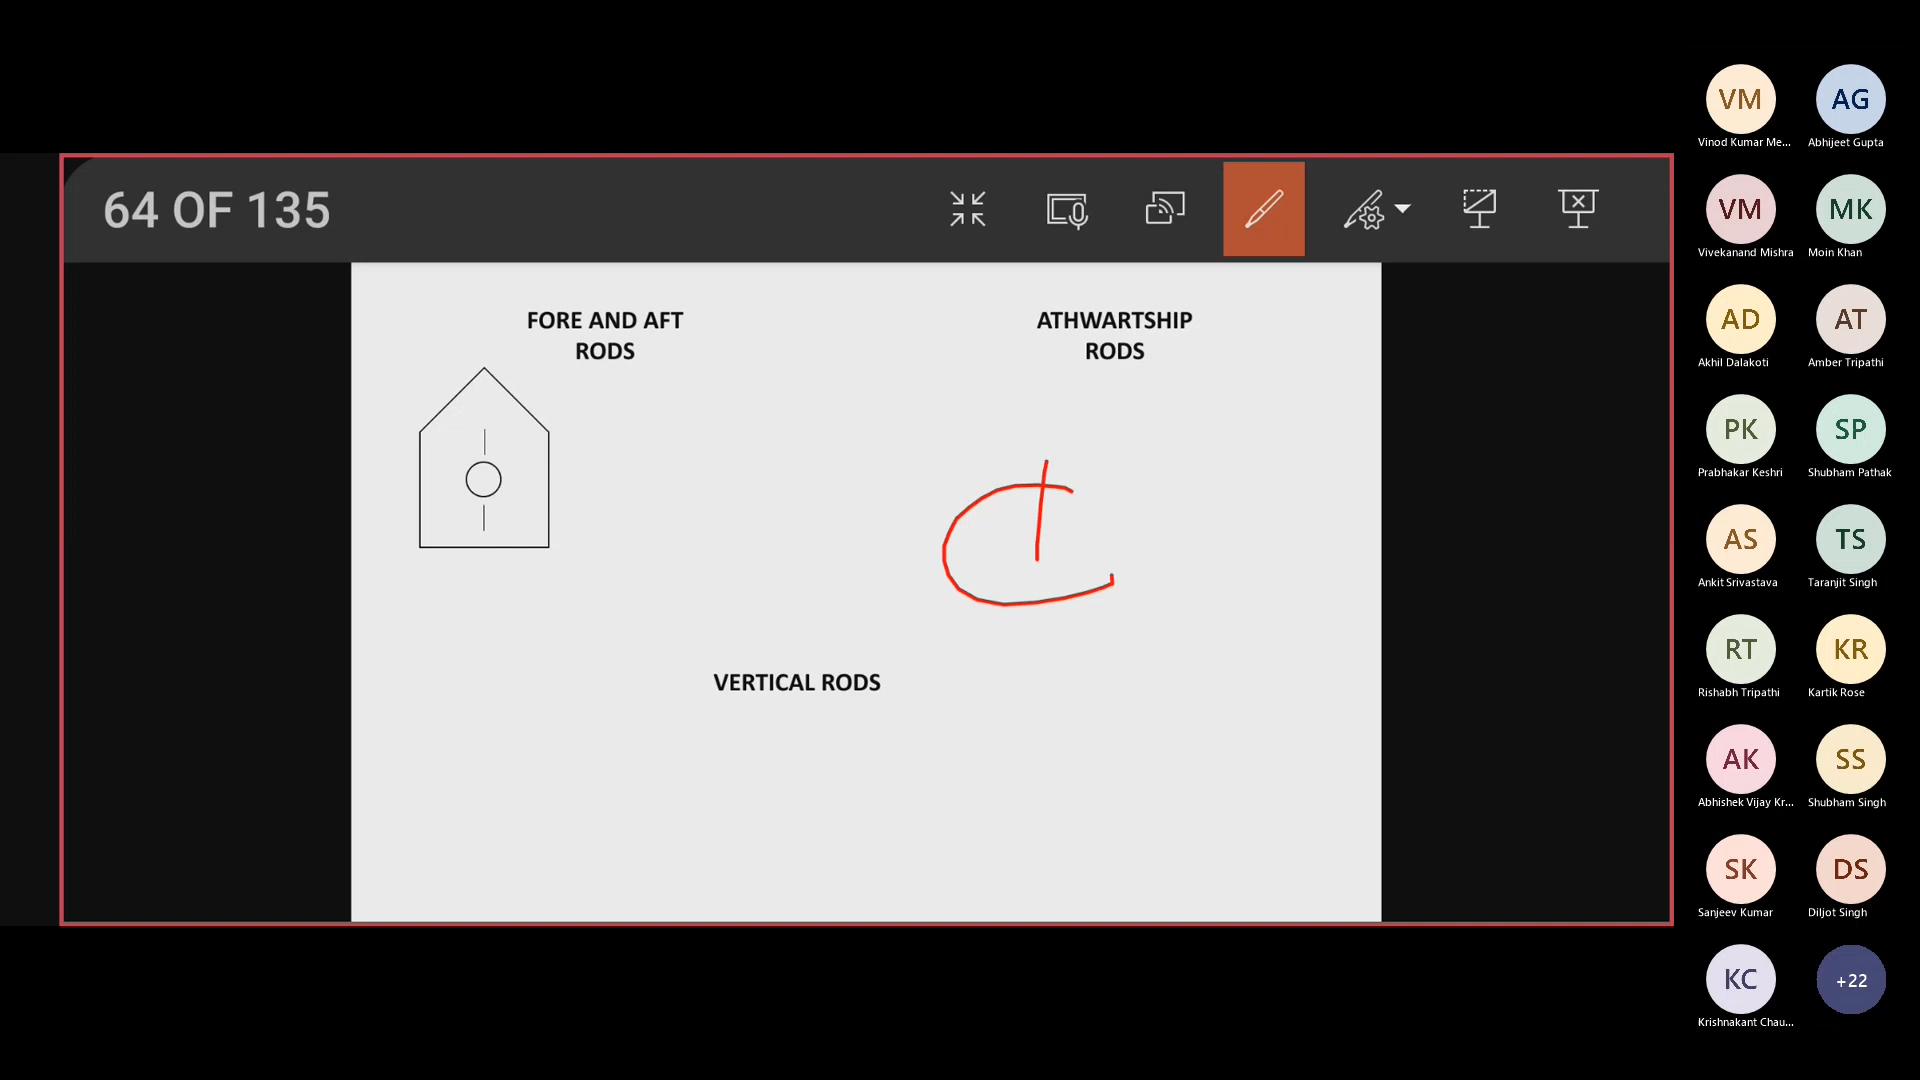 64 OF 135
FORE AND AFT
RODS
ATHWARTSHIP
RODS
VERTICAL RODS
VM
Vinod Kumar Me...
AG
Abhijeet Gupta
VM
Vivekanand Mishra
MK
Moin Khan
AD
Akhil Dalakoti
AT
Amber Tripathi
PK
Prabhakar Keshri
SP
Shubham Pathak
AS
Ankit Srivastava
TS
Taranjit Singh
RT
Rishabh Tripathi
KR
Kartik Rose
AK
Abhishek Vijay Kr...
SS
Shubham Singh
SK
Sanjeev Kumar
DS
Diljot Singh
KC
Krishnakant Chau...
+22